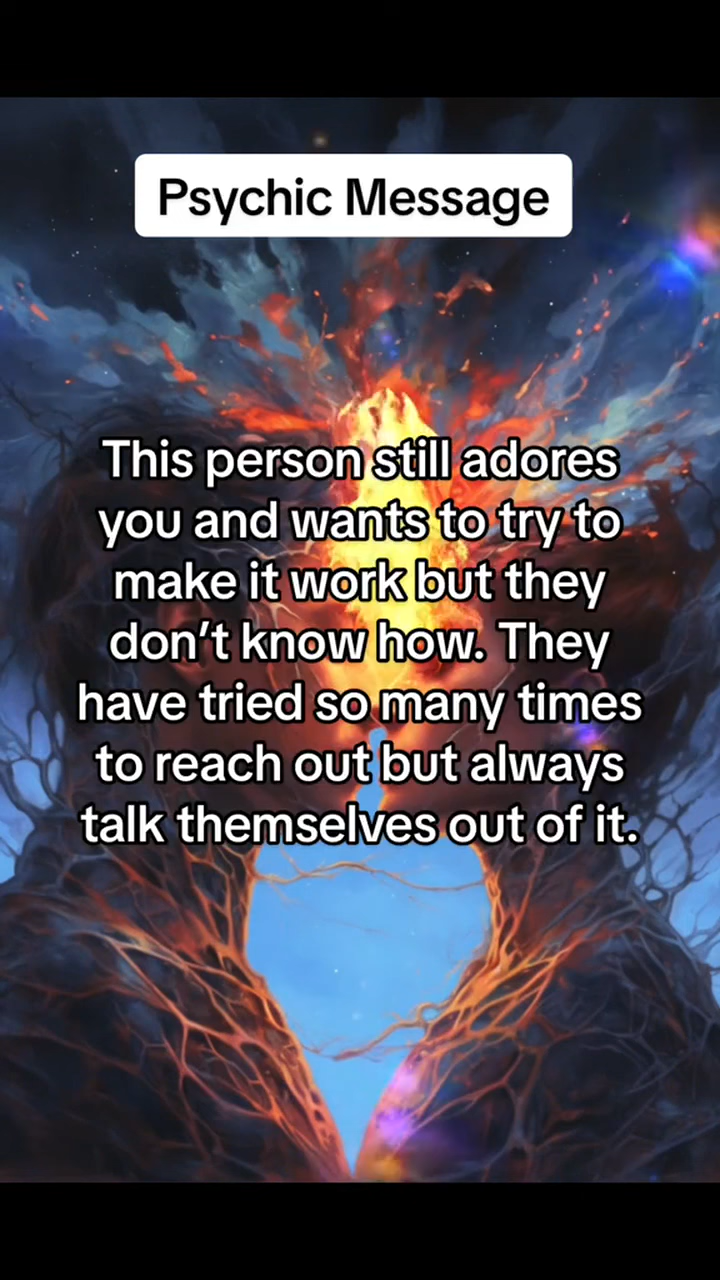 Psychic Message
This person still adores
you and wants to try to
make it work but they
don’t know how. They
have tried so many times
to reach out but always
talk themselves out of it.